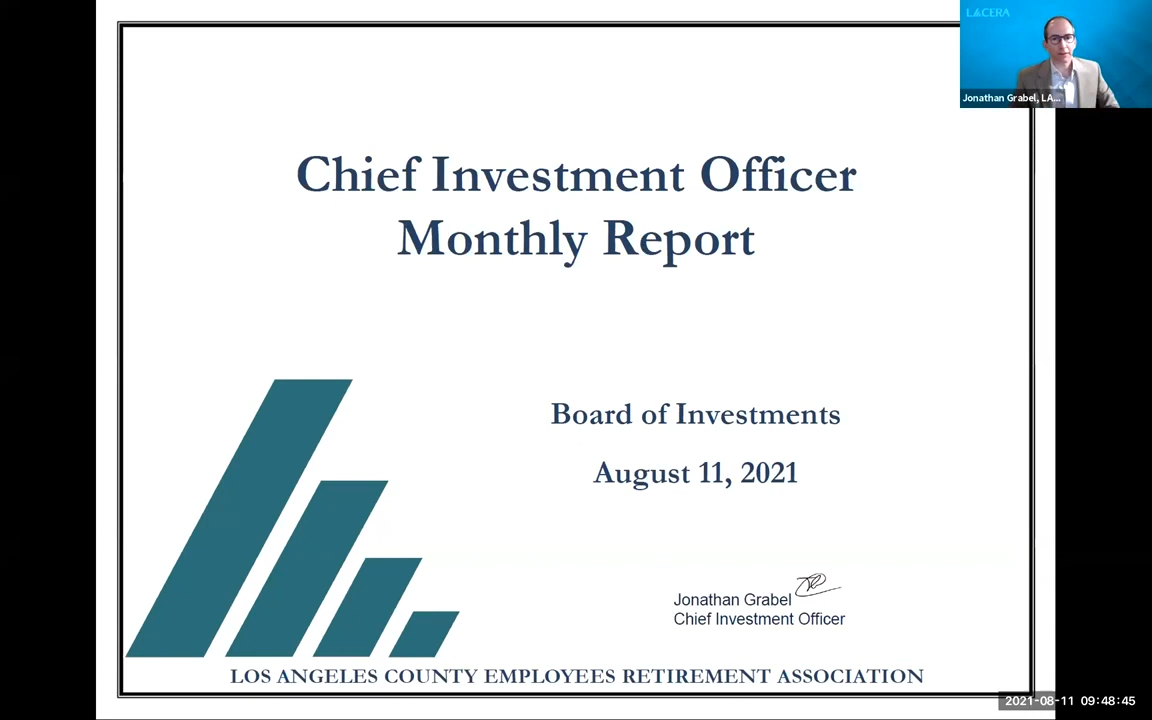 LACERA
Jonathan Grabel, LA...
Chief Investment Officer
Monthly Report
Board of Investments
August 11, 2021
Jonathan Grabel
Chief Investment Officer
LOS ANGELES COUNTY EMPLOYEES RETIREMENT ASSOCIATION
2021-08-11 09:48:45